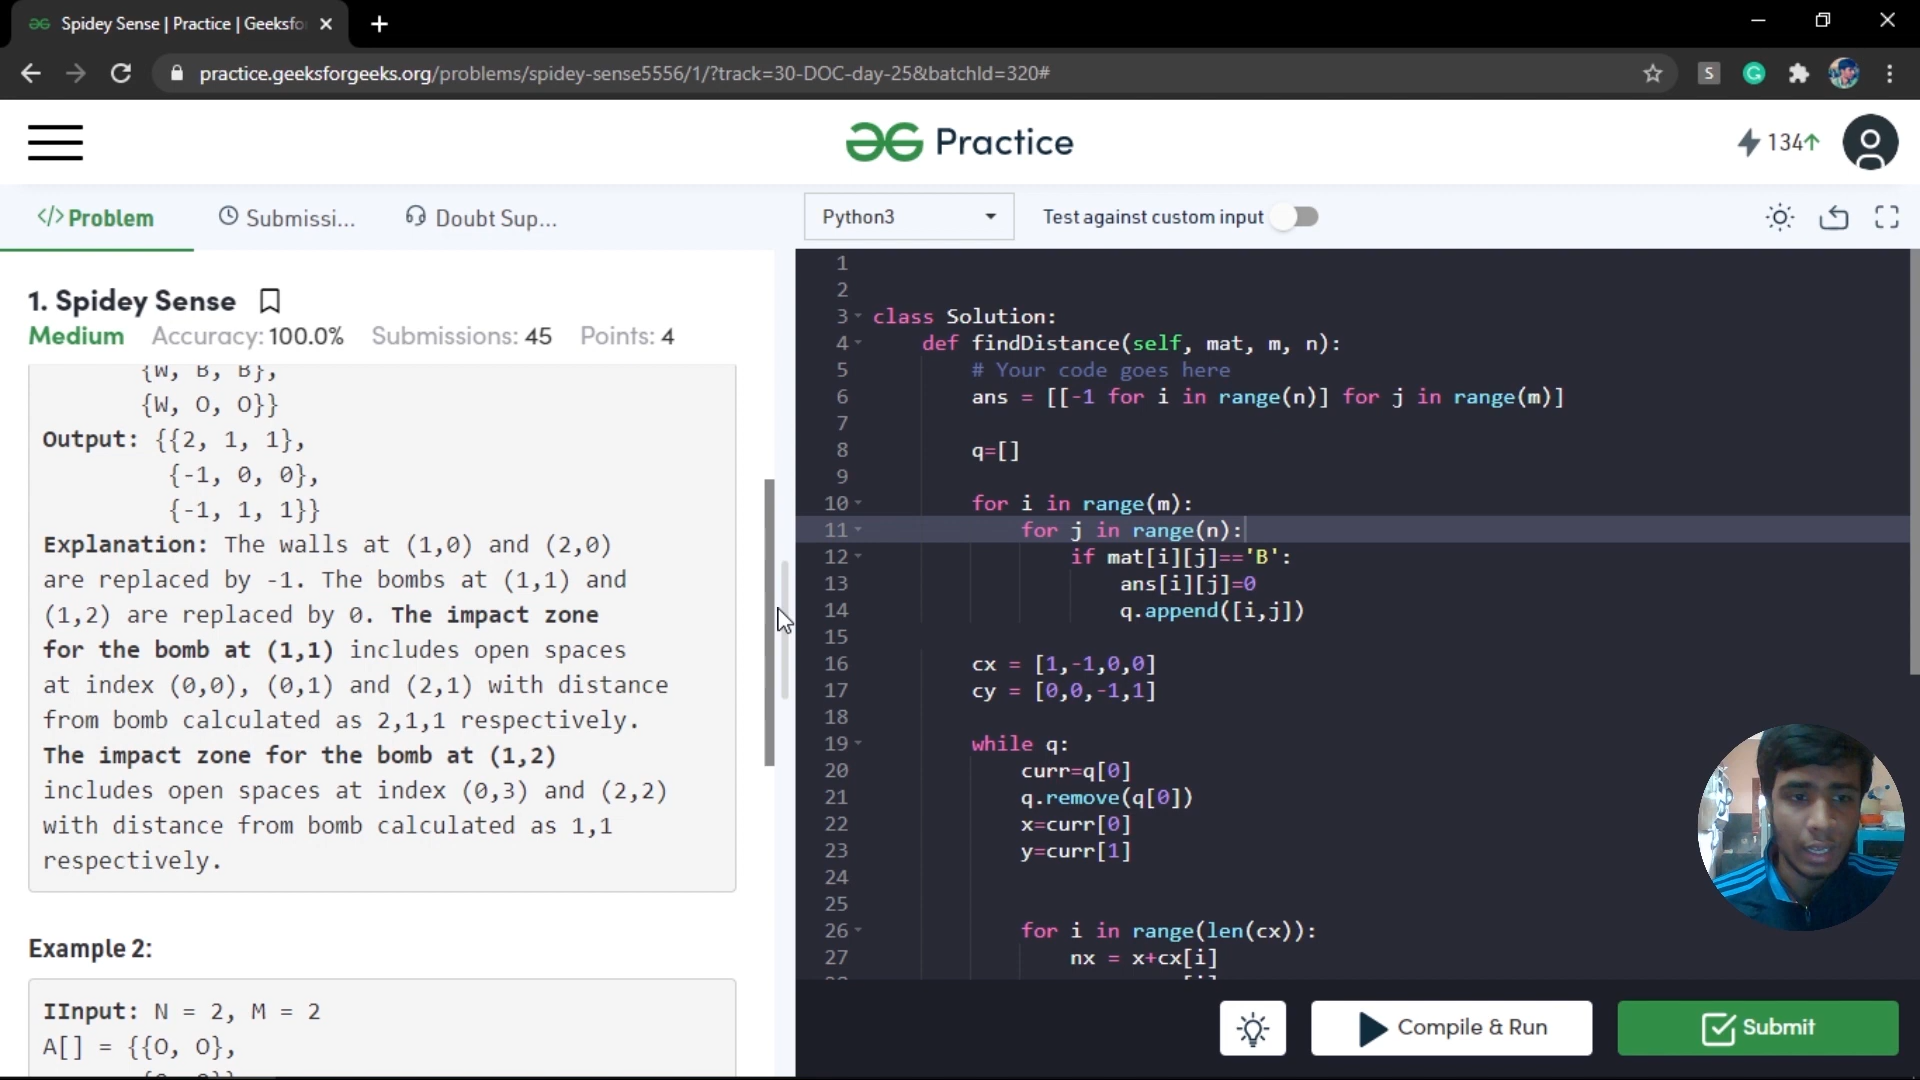 Spidey Sense | Practice | Geeksfo
practice.geeksforgeeks.org/problems/spidey-sense5556/1/?track=30-DOC-day-25&batchId=320#
S
G
Practice
134↑
</>Problem
Submissi...
Doubt Sup...
Python3
Test against custom input
1. Spidey Sense
Medium Accuracy: 100.0% Submissions: 45 Points: 4
{W, B, B},
{W, O, O}}
Output: {{2, 1, 1},
{-1, 0, 0},
{-1, 1, 1}}
Explanation: The walls at (1,0) and (2,0)
are replaced by -1. The bombs at (1,1) and
(1,2) are replaced by 0. The impact zone
for the bomb at (1,1) includes open spaces
at index (0,0), (0,1) and (2,1) with distance
from bomb calculated as 2,1,1 respectively.
The impact zone for the bomb at (1,2)
includes open spaces at index (0,3) and (2,2)
with distance from bomb calculated as 1,1
respectively.
Example 2:
IInput: N = 2, M = 2
A[] = {{O, O},
1
2
3 class Solution:
4 def findDistance(self, mat, m, n):
5 # Your code goes here
6 ans = [[-1 for i in range(n)] for j in range(m)]
7
8 q=[]
9
10 for i in range(m):
11 for j in range(n):
12 if mat[i][j]=='B':
13 ans[i][j]=0
14 q.append([i,j])
15
16 cx = [1,-1,0,0]
17 cy = [0,0,-1,1]
18
19 while q:
20 curr=q[0]
21 q.remove(q[0])
22 x=curr[0]
23 y=curr[1]
24
25
26 for i in range(len(cx)):
27 nx = x+cx[i]
Compile & Run
Submit